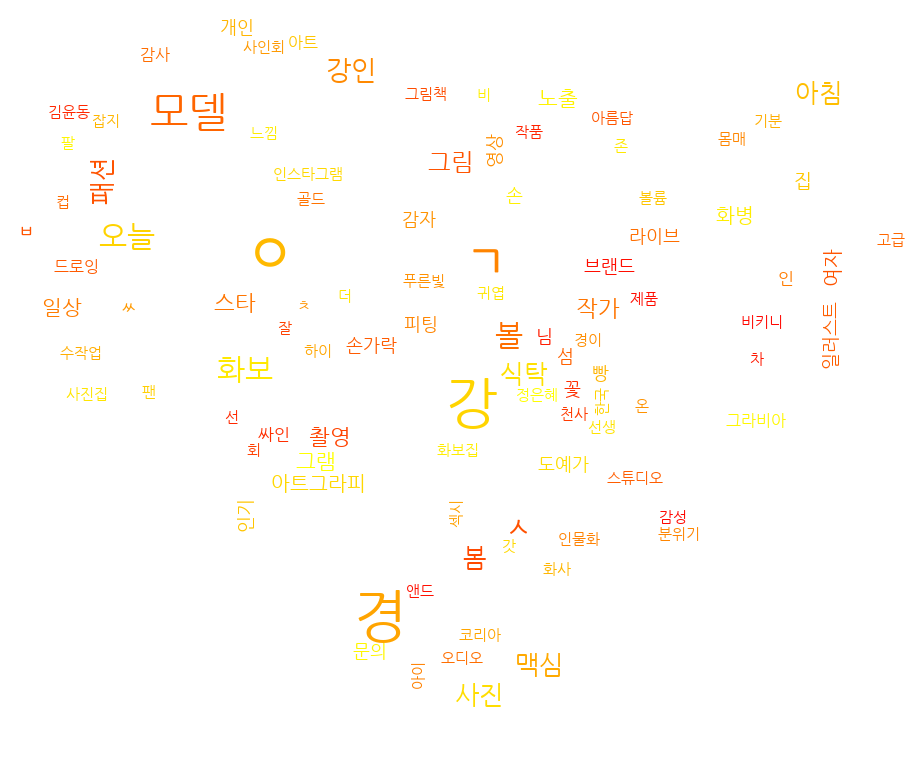 개인
사인회 아트
감사
강인
모델
그림책
비
노출
아침
김윤동
잡지
팔
느낌
작품
아름답
존
몸매
기분
패션
컵
인스타그램
골드
그림
영상
손
볼륨
집
ㅂ
오늘
감자
화병
라이브
고급
드로잉
ㅇ
ㄱ
브랜드
인
여자
푸른빛
귀엽
더
일상
ㅆ
스타
ㅊ
잘
피팅
볼
님
작가
제품
비키니
일러스트
수작업
하이
손가락
경이
섬
차
화보
식탁
빵
꽃
사진집
팬
강
정은혜
한국
온
선
천사
선생
그라비아
싸인
촬영
회
그램
화보집
도예가
아트그라피
스튜디오
인기
섹시
ㅅ
감성
분위기
봄
갓
인물화
화사
앤드
경
코리아
문의
오디오
아이
맥심
사진